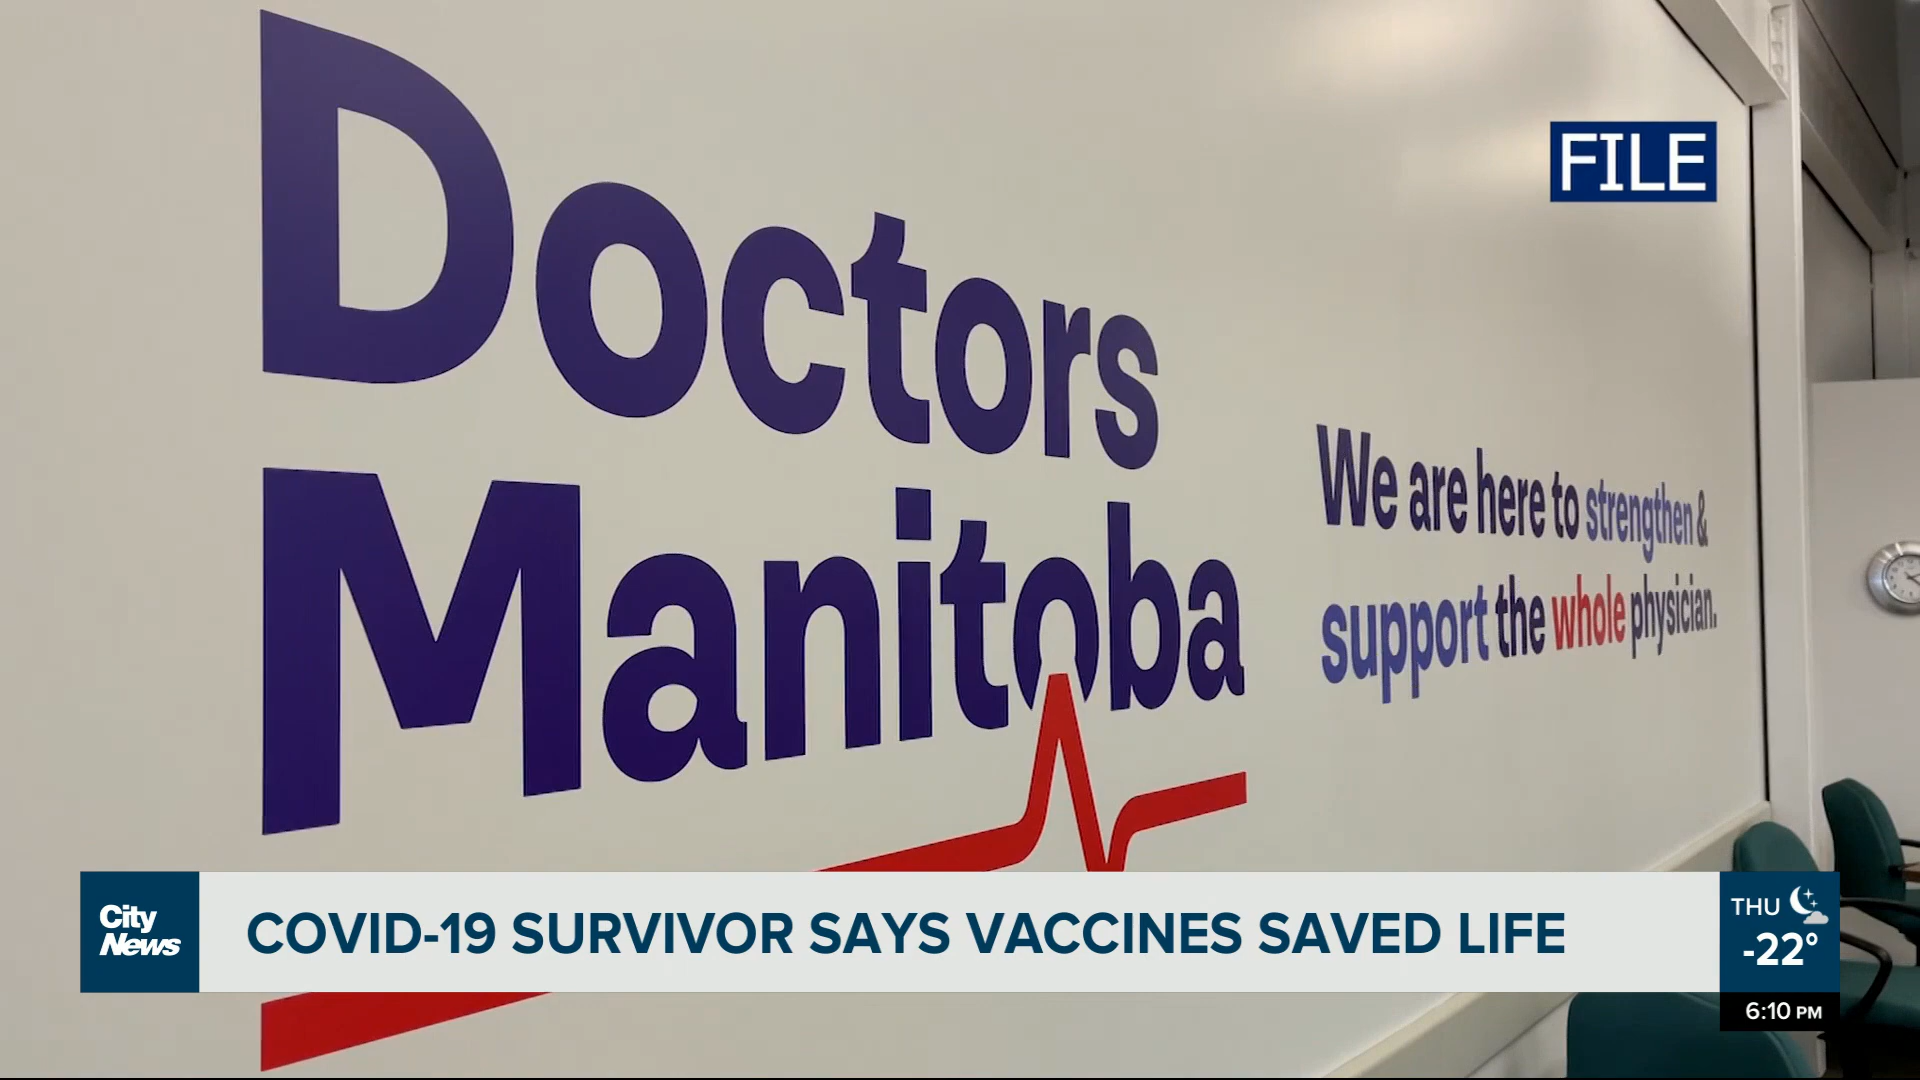 Doctors
Manitoba
FILE
We are here to strengthen &
support the whole physician.
City
News
COVID-19 SURVIVOR SAYS VACCINES SAVED LIFE
THU
-22°
6:10 PM